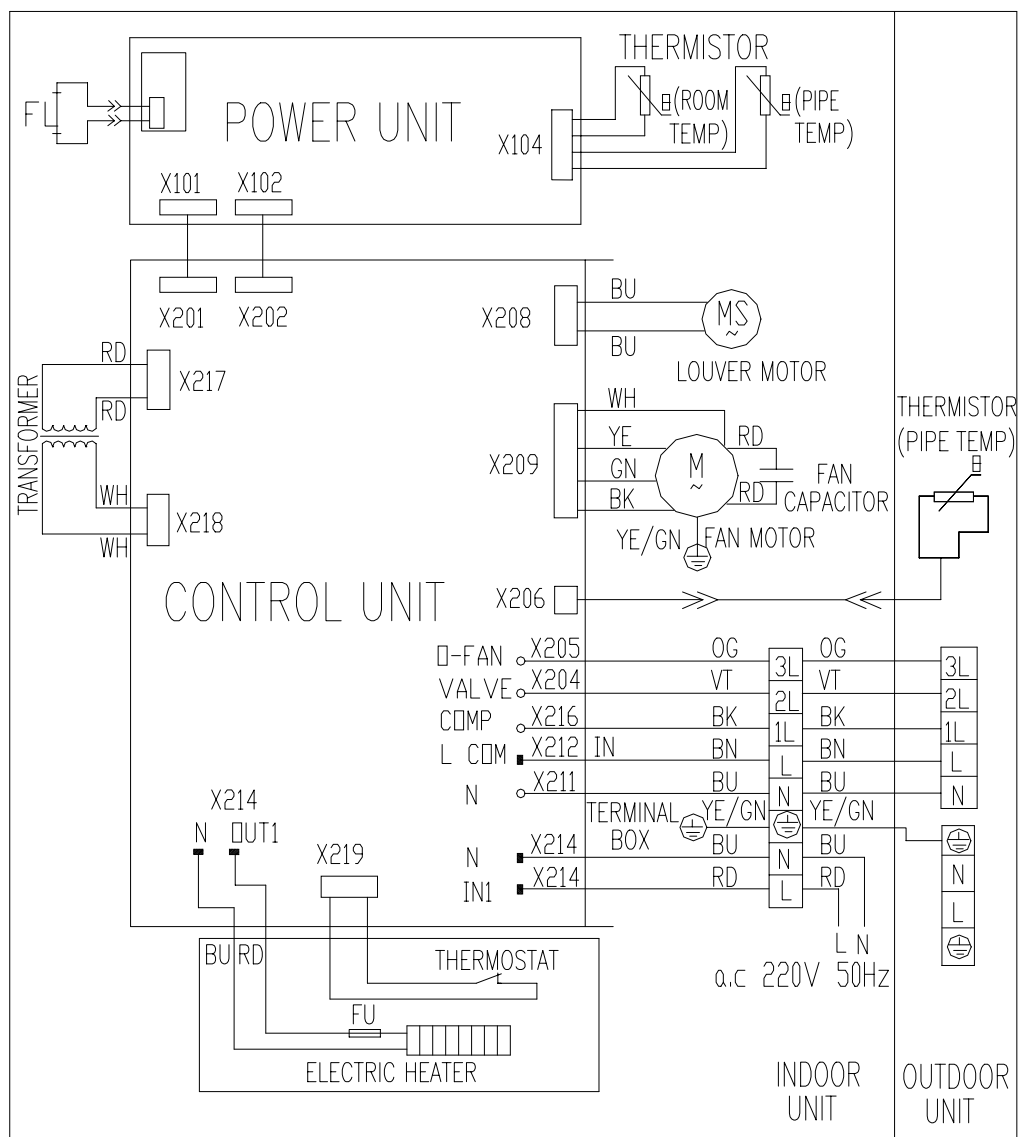 THERMISTOR
FL
POWER UNIT
(ROOM
TEMP)
(PIPE
TEMP)
X104
X101
X102
X201
X202
X208
BU
BU
MS
~
LOUVER MOTOR
TRANSFORMER
RD
RD
X217
WH
WH
X218
X209
WH
YE
GN
BK
M
~
RD
RD
FAN
CAPACITOR
YE/GN
FAN MOTOR
THERMISTOR
(PIPE TEMP)
CONTROL UNIT
X206
O-FAN X205 OG 3L OG 3L
VALVE X204 VT 2L VT 2L
COMP X216 BK 1L BK 1L
L COM X212 IN BN L BN L
N X211 BU N BU N
TERMINAL
BOX
YE/GN YE/GN
N X214 BU N BU N
IN1 X214 RD L RD L
X214
N OUT1
X219
L N
a.c 220V 50Hz
BU RD
THERMOSTAT
FU
ELECTRIC HEATER
INDOOR
UNIT
OUTDOOR
UNIT